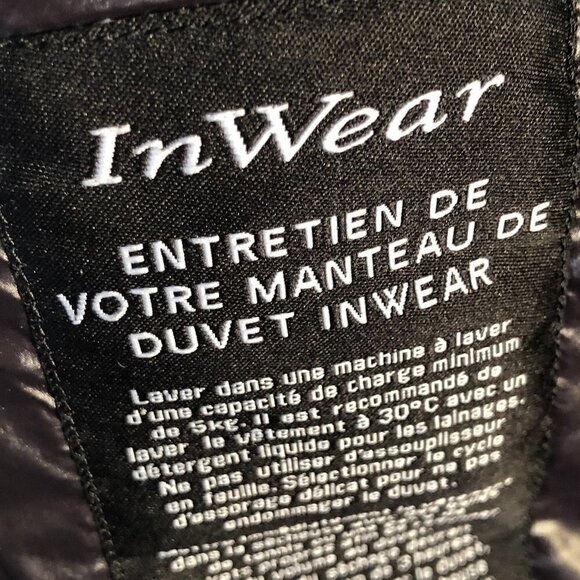 InWear
ENTRETIEN DE
VOTRE MANTEAU DE
DUVET INWEAR
Laver dans une machine à laver
d'une capacité de charge minimum
de 5kg. Il est recommandé de
laver le vêtement à 30°C avec un
détergent liquide pour les lainages.
Ne pas utiliser d'assouplisseur
en feuille. Sélectionner le cycle
d'essorage délicat pour ne pas
endommager le duvet.